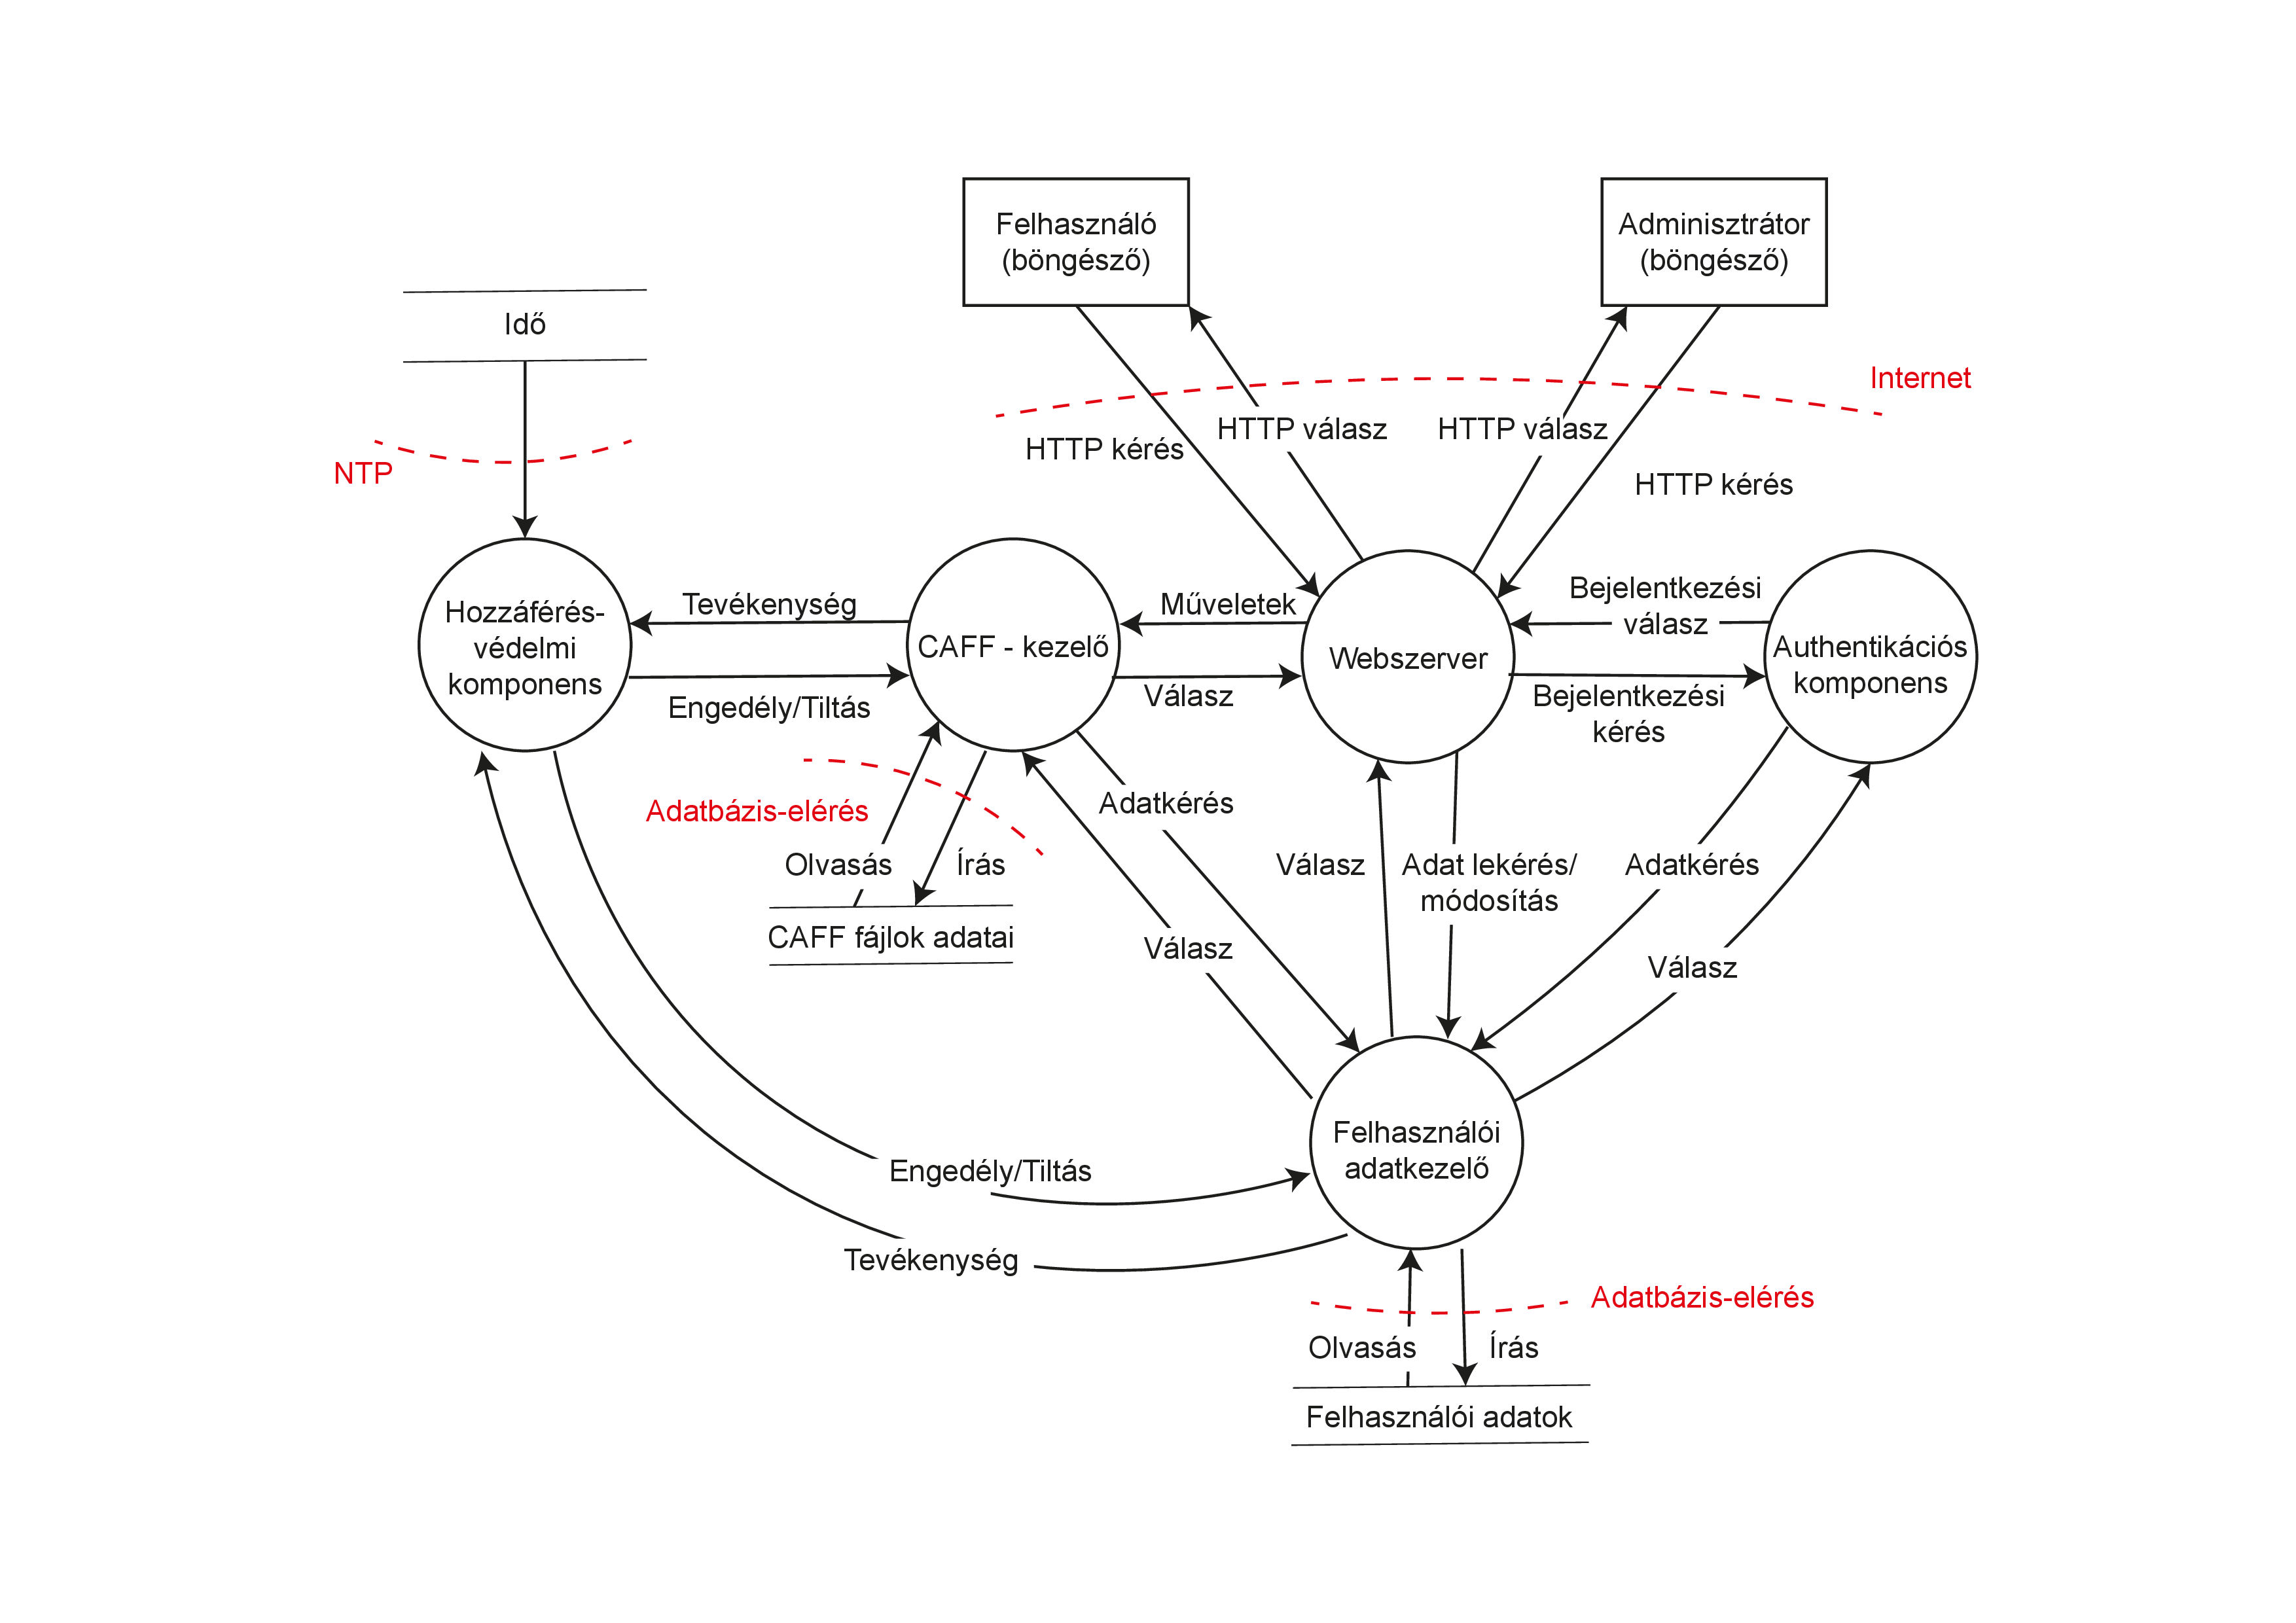 Felhasználó
(böngésző)
Adminisztrátor
(böngésző)
Idő
Internet
NTP
HTTP kérés
HTTP válasz
HTTP válasz
HTTP kérés
Hozzáférés-
védelmi
komponens
Tevékenység
Engedély/Tiltás
CAFF - kezelő
Műveletek
Válasz
Webszerver
Bejelentkezési
válasz
Bejelentkezési
kérés
Authentikációs
komponens
Adatbázis-elérés
Olvasás
Írás
CAFF fájlok adatai
Adatkérés
Válasz
Válasz
Adat lekérés/
módosítás
Adatkérés
Válasz
Engedély/Tiltás
Tevékenység
Felhasználói
adatkezelő
Adatbázis-elérés
Olvasás
Írás
Felhasználói adatok